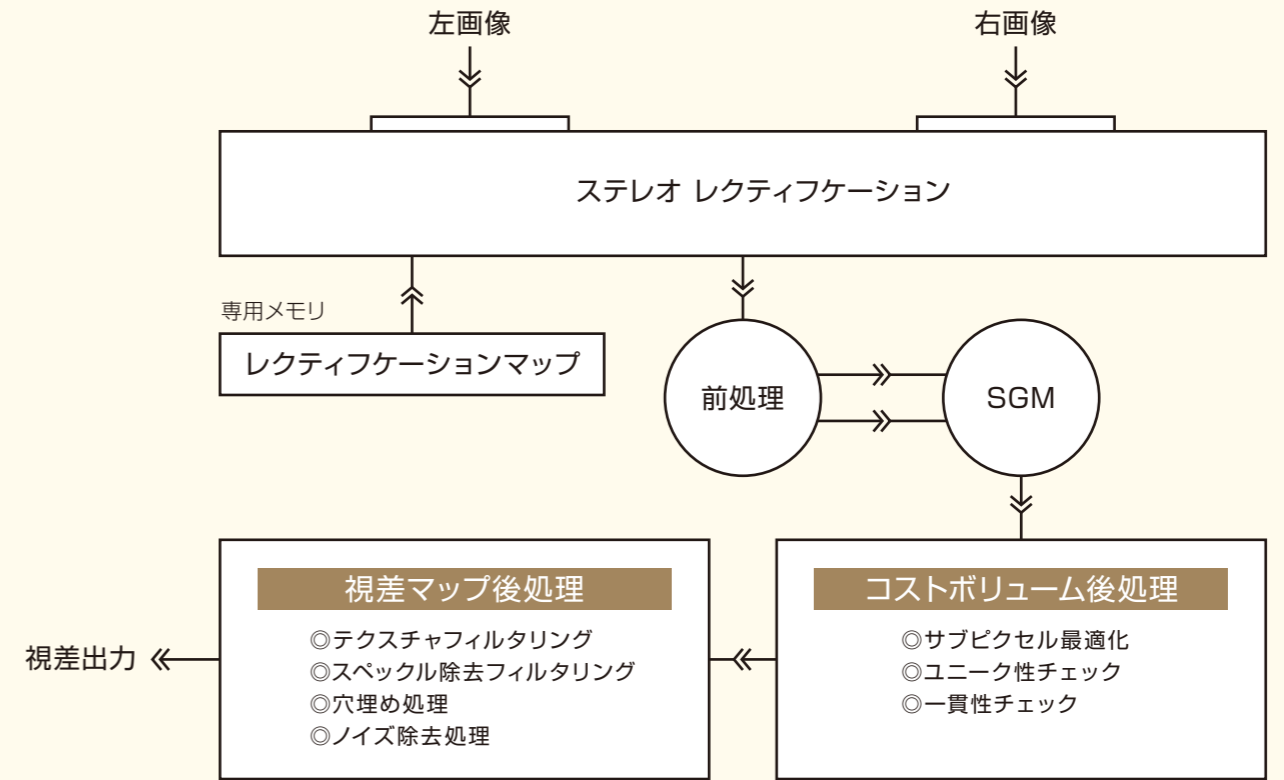 左画像
右画像
ステレオ レクティフケーション
専用メモリ
レクティフケーションマップ
前処理
SGM
視差マップ後処理
◎テクスチャフィルタリング
◎スペックル除去フィルタリング
◎穴埋め処理
◎ノイズ除去処理
コストボリューム後処理
◎サブピクセル最適化
◎ユニーク性チェック
◎一貫性チェック
視差出力